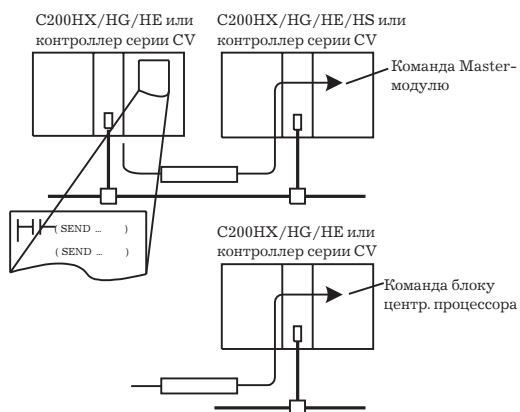 C200HX/HG/HE или
контроллер серии CV
C200HX/HG/HE/HS или
контроллер серии CV
Команда Master-
модулю
( SEND ... )
( SEND ... )
C200HX/HG/HE или
контроллер серии CV
Команда блоку
центр. процессора